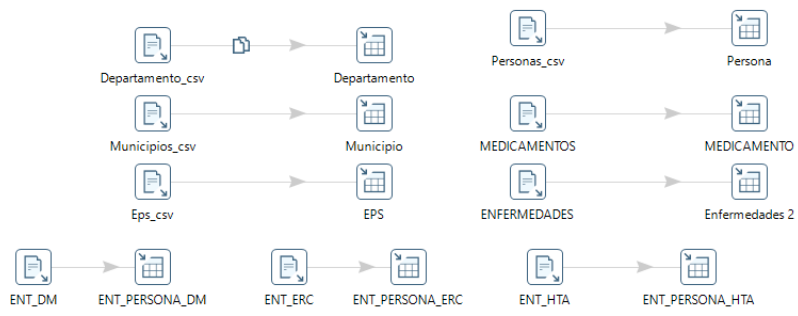 Departamento_csv
Departamento
Personas_csv
Persona
Municipios_csv
Municipio
MEDICAMENTOS
MEDICAMENTO
Eps_csv
EPS
ENFERMEDADES
Enfermedades 2
ENT_DM
ENT_PERSONA_DM
ENT_ERC
ENT_PERSONA_ERC
ENT_HTA
ENT_PERSONA_HTA